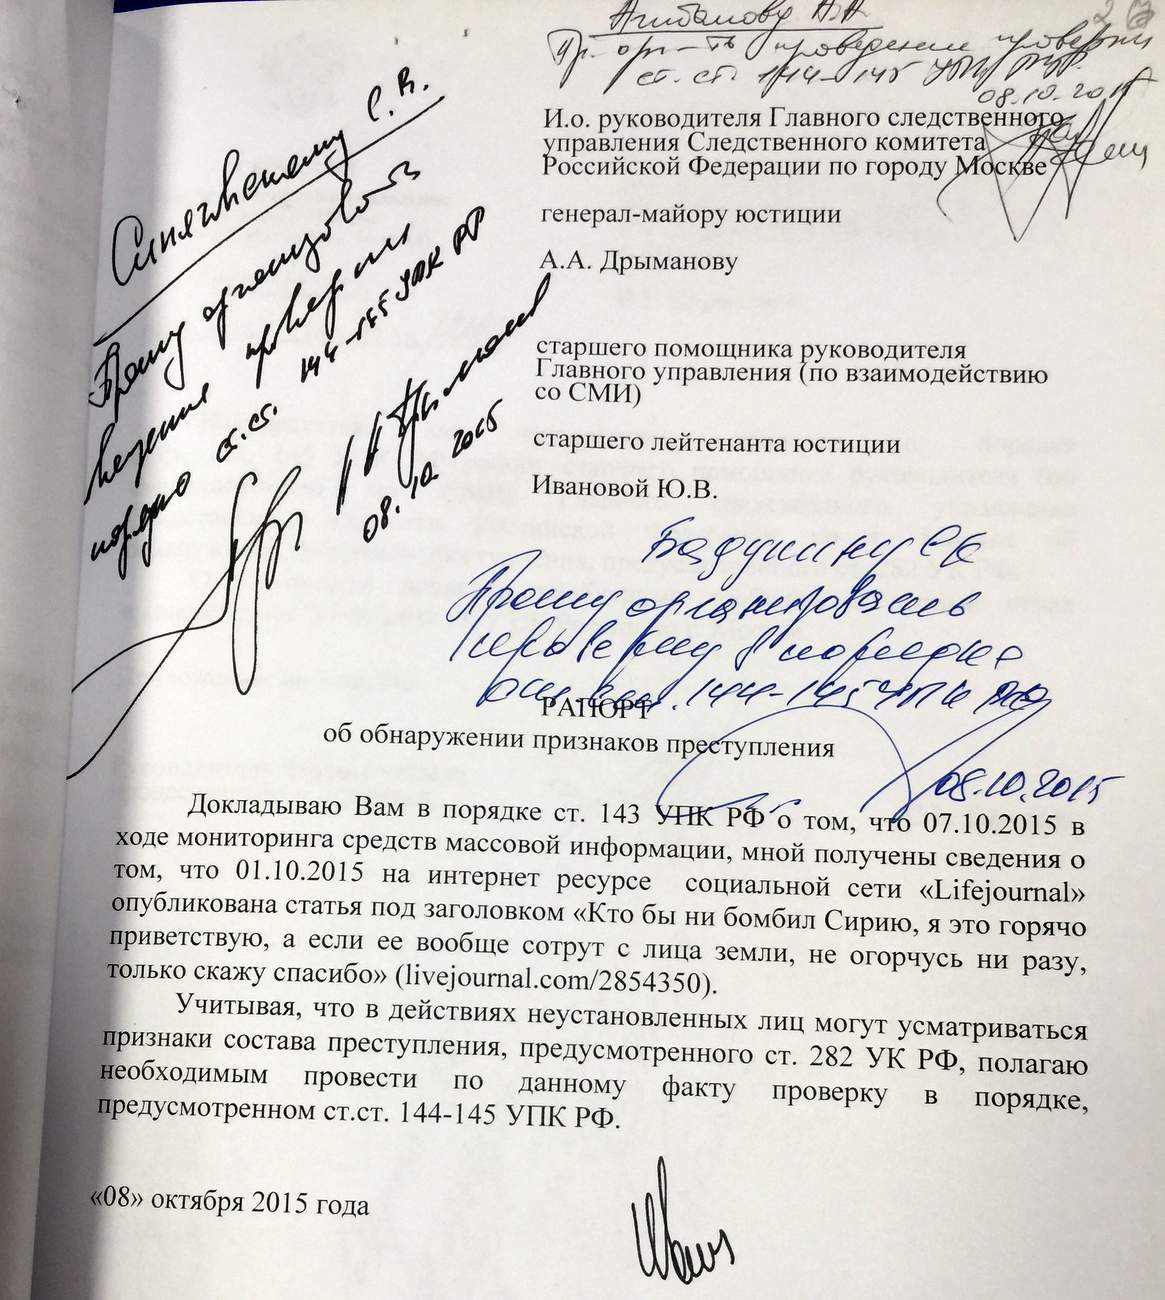 Агибалову А.А
Пр. орг-ть проведение проверки
ст. ст. 144-145 УПК РФ
08.10.2015
И.о. руководителя Главного следственного
управления Следственного комитета
Российской Федерации по городу Москве
генерал-майору юстиции
А.А. Дрыманову
старшего помощника руководителя
Главного управления (по взаимодействию
со СМИ)
старшего лейтенанта юстиции
Ивановой Ю.В.
Синяговскому С.В.
Прошу организовать
проверки
порядке ст.ст. 144-145 УПК РФ
08.10.2015
Прошу организовать
проверку в порядке
144-145 УПК РФ
08.10.2015
РАПОРТ
об обнаружении признаков преступления
Докладываю Вам в порядке ст. 143 УПК РФ о том, что 07.10.2015 в
ходе мониторинга средств массовой информации, мной получены сведения о
том, что 01.10.2015 на интернет ресурсе социальной сети «Lifejournal»
опубликована статья под заголовком «Кто бы ни бомбил Сирию, я это горячо
приветствую, а если ее вообще сотрут с лица земли, не огорчусь ни разу,
только скажу спасибо» (livejournal.com/2854350).
Учитывая, что в действиях неустановленных лиц могут усматриваться
признаки состава преступления, предусмотренного ст. 282 УК РФ, полагаю
необходимым провести по данному факту проверку в порядке,
предусмотренном ст.ст. 144-145 УПК РФ.
«08» октября 2015 года